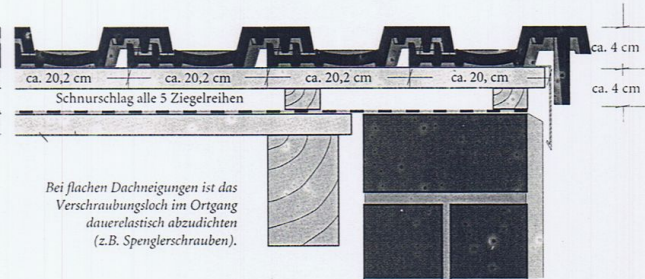 ca. 4 cm
ca. 20,2 cm
ca. 20,2 cm
ca. 20,2 cm
ca. 20, cm
ca. 4 cm
Schnurschlag alle 5 Ziegelreihen
Bei flachen Dachneigungen ist das
Verschraubungsloch im Ortgang
dauerelastisch abzudichten
(z.B. Spenglerschrauben).